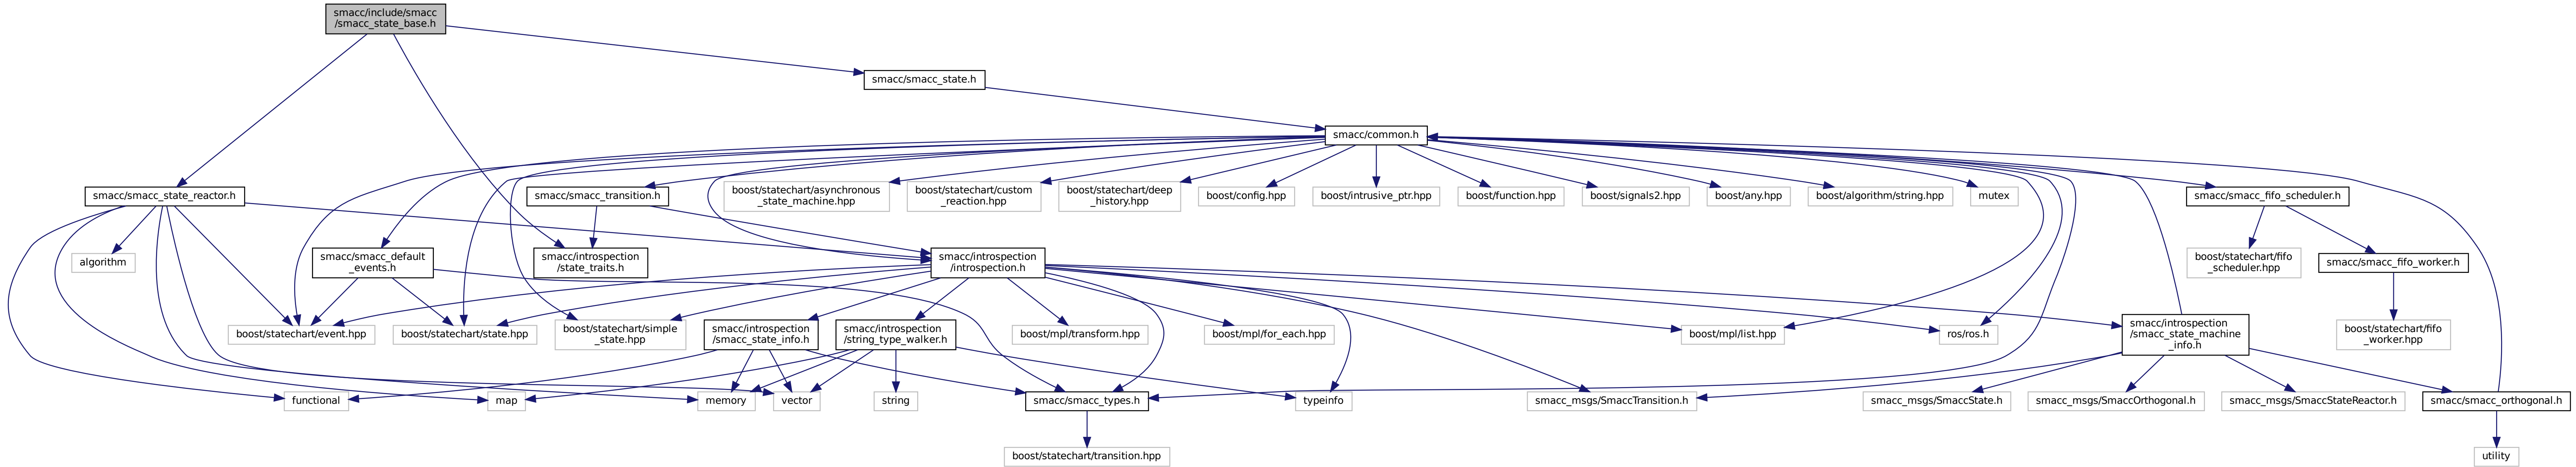 smacc/include/smacc
/smacc_state_base.h
smacc/smacc_state.h
smacc/common.h
smacc/smacc_state_reactor.h
smacc/smacc_transition.h
boost/statechart/asynchronous
_state_machine.hpp
boost/statechart/custom
_reaction.hpp
boost/statechart/deep
_history.hpp
boost/config.hpp
boost/intrusive_ptr.hpp
boost/function.hpp
boost/signals2.hpp
boost/any.hpp
boost/algorithm/string.hpp
mutex
smacc/smacc_fifo_scheduler.h
algorithm
smacc/smacc_default
_events.h
smacc/introspection
/state_traits.h
smacc/introspection
/introspection.h
boost/statechart/fifo
_scheduler.hpp
smacc/smacc_fifo_worker.h
boost/statechart/event.hpp
boost/statechart/state.hpp
boost/statechart/simple
_state.hpp
smacc/introspection
/smacc_state_info.h
smacc/introspection
/string_type_walker.h
boost/mpl/transform.hpp
boost/mpl/for_each.hpp
boost/mpl/list.hpp
ros/ros.h
smacc/introspection
/smacc_state_machine
_info.h
boost/statechart/fifo
_worker.hpp
functional
map
memory
vector
string
smacc/smacc_types.h
typeinfo
smacc_msgs/SmaccTransition.h
smacc_msgs/SmaccState.h
smacc_msgs/SmaccOrthogonal.h
smacc_msgs/SmaccStateReactor.h
smacc/smacc_orthogonal.h
boost/statechart/transition.hpp
utility